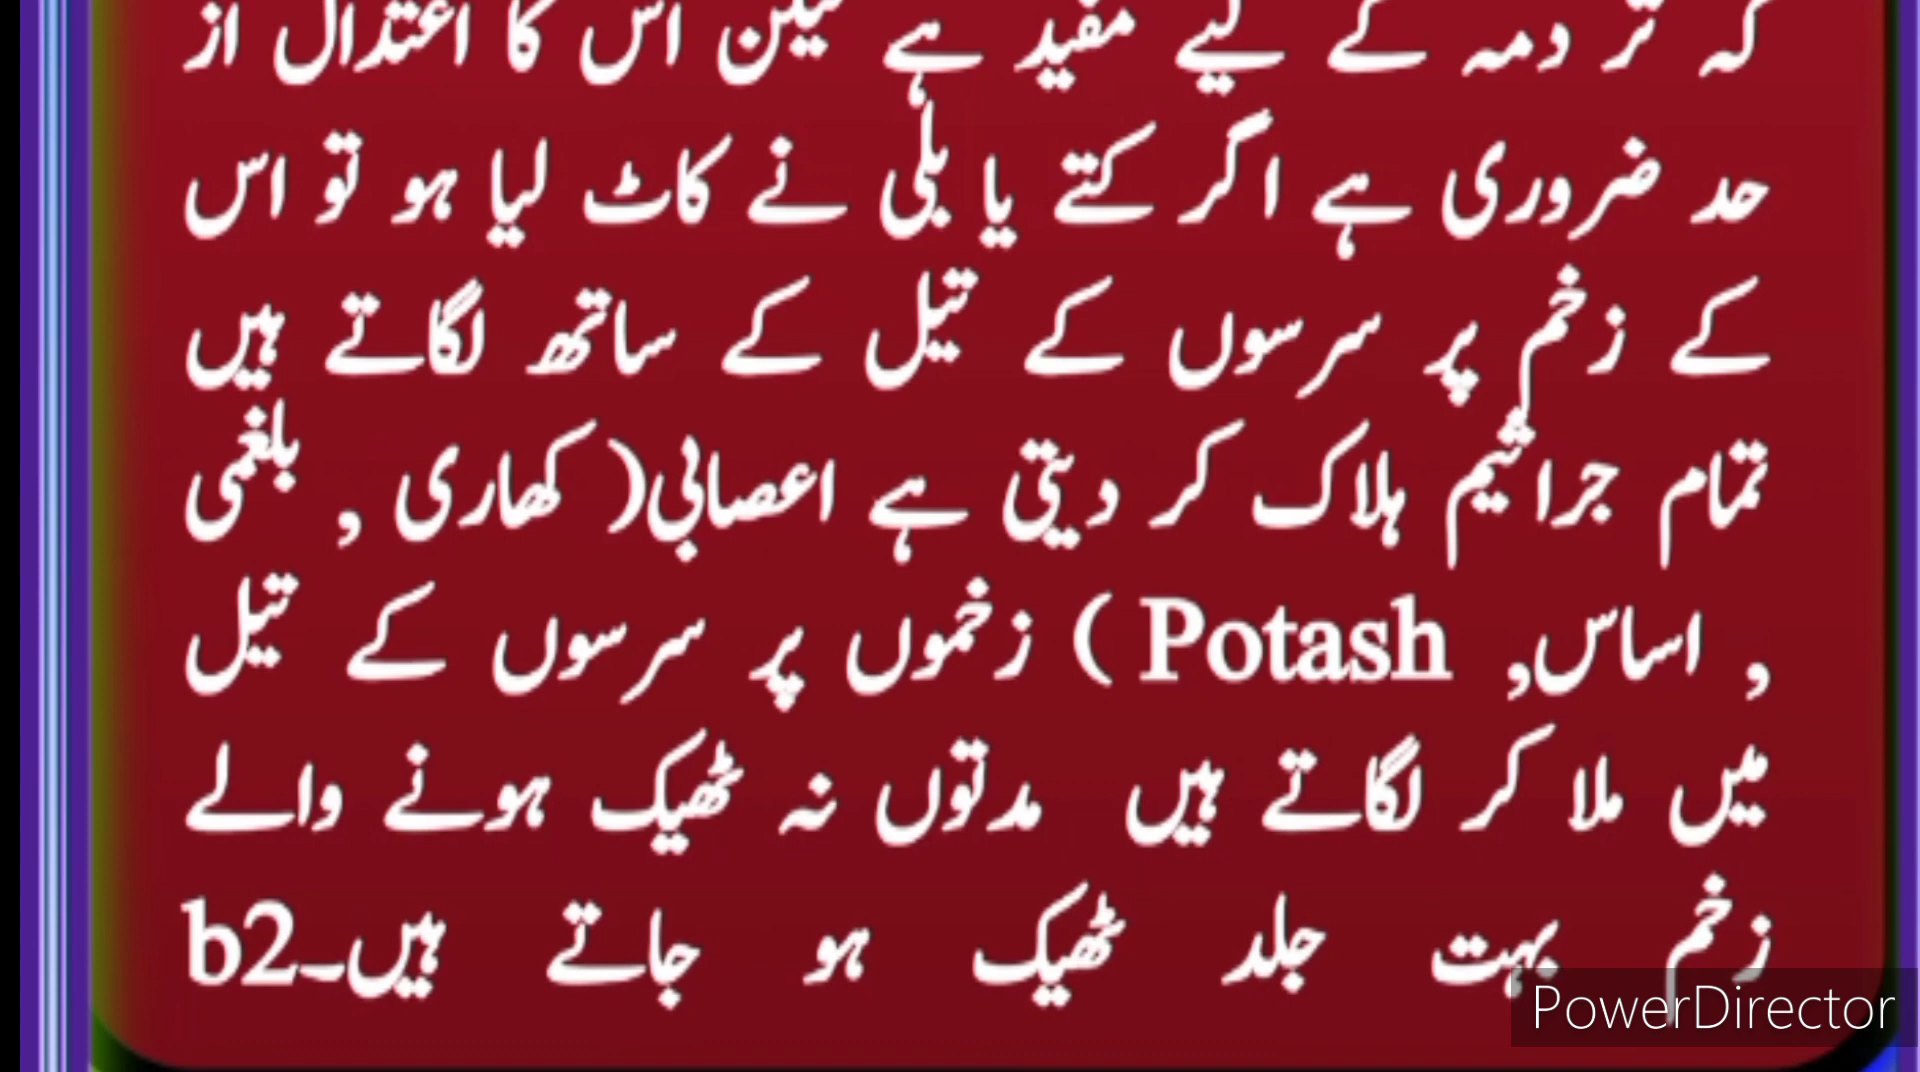 کہ تر دمہ کے لیے مفید ہے لیکن اس کا اعتدال از
حد ضروری ہے اگر کتے یا بلی نے کاٹ لیا ہو تو اس
کے زخم پر سرسوں کے تیل کے ساتھ لگاتے ہیں
تمام جراثیم ہلاک کر دیتی ہے اعصابی( کھاری , بلغمی
, اساس, Potash ) زخموں پر سرسوں کے تیل
میں ملا کر لگاتے ہیں مدتوں نہ ٹھیک ہونے والے
زخم بہت جلد ٹھیک ہو جاتے ہیں۔b2
PowerDirector